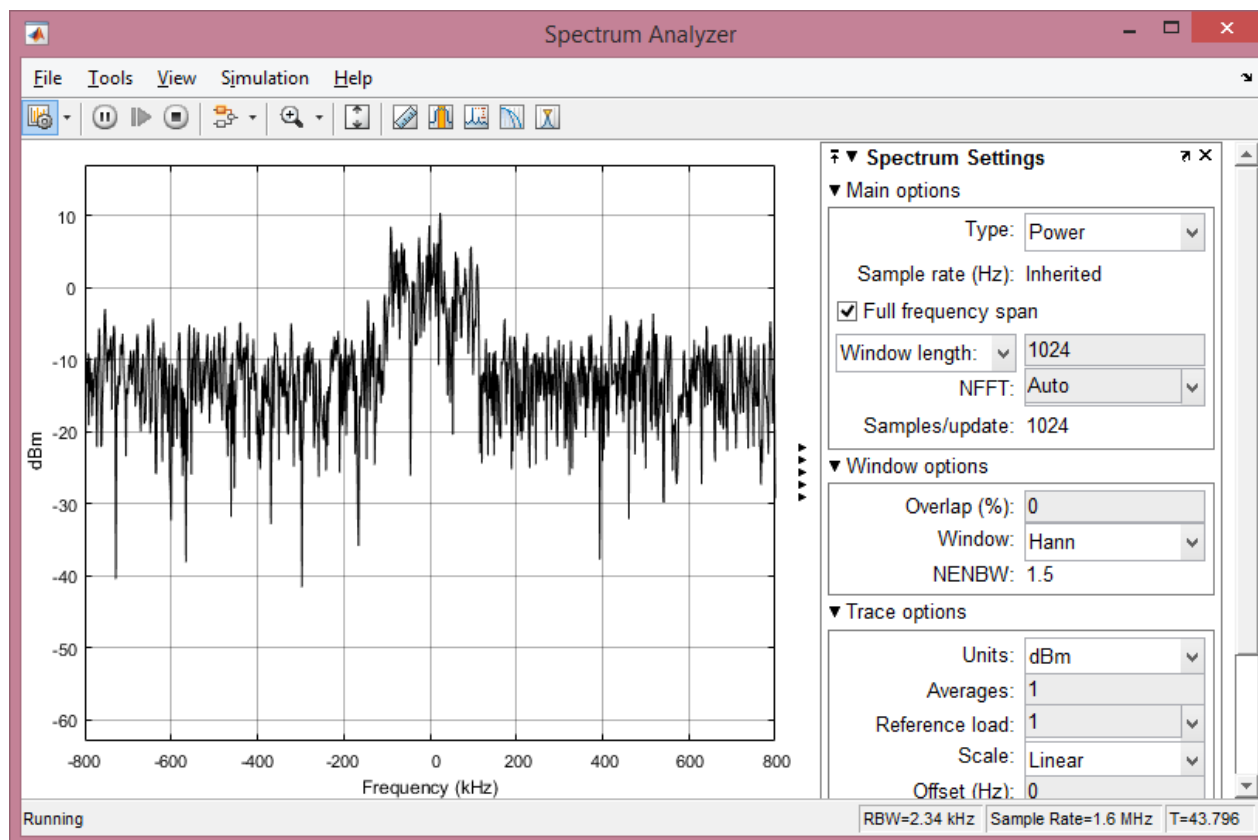 Spectrum Analyzer
File Tools View Simulation Help
10
0
-10
-20
-30
-40
-50
-60
dBm
-800 -600 -400 -200 0 200 400 600 800
Frequency (kHz)
Spectrum Settings
Main options
Type: Power
Sample rate (Hz): Inherited
Full frequency span
Window length: 1024
NFFT: Auto
Samples/update: 1024
Window options
Overlap (%): 0
Window: Hann
NENBW: 1.5
Trace options
Units: dBm
Averages: 1
Reference load: 1
Scale: Linear
Offset (Hz): 0
Running RBW=2.34 kHz Sample Rate=1.6 MHz T=43.796